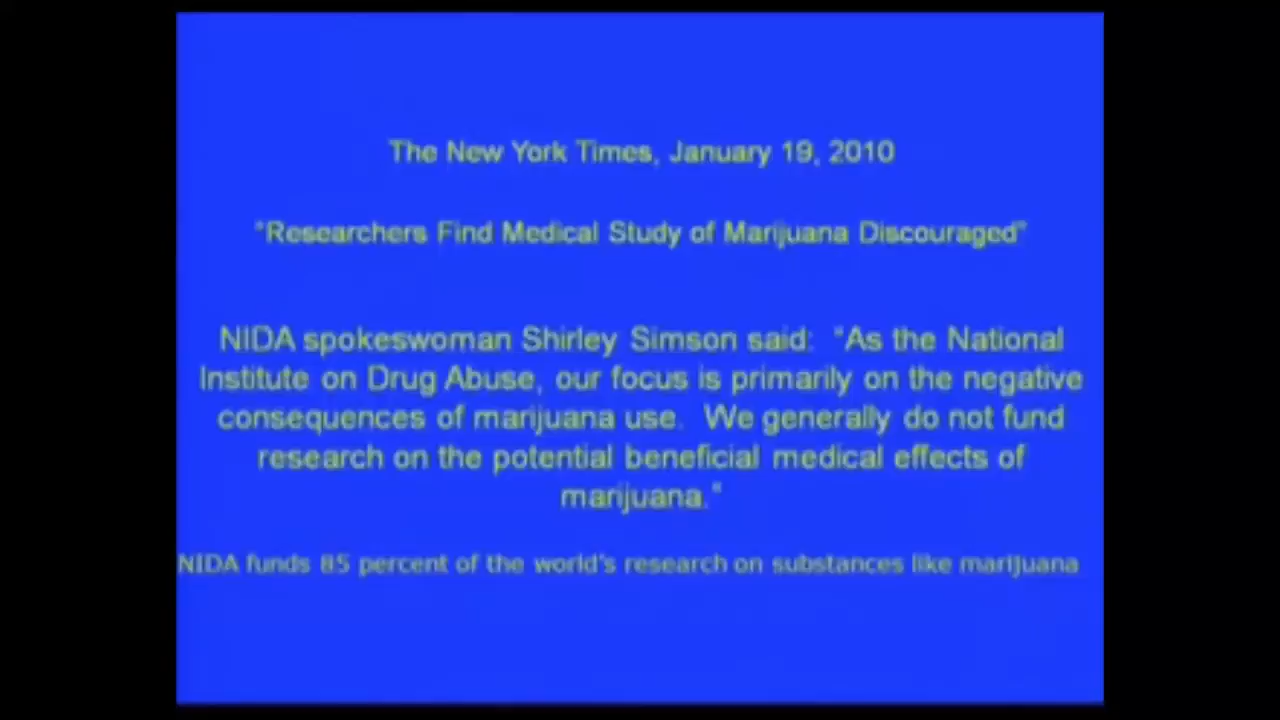 The New York Times, January 19, 2010
"Researchers Find Medical Study of Marijuana Discouraged"
NIDA spokeswoman Shirley Simson said:  "As the National
Institute on Drug Abuse, our focus is primarily on the negative
consequences of marijuana use.  We generally do not fund
research on the potential beneficial medical effects of
marijuana."
NIDA funds 85 percent of the world's research on substances like marijuana